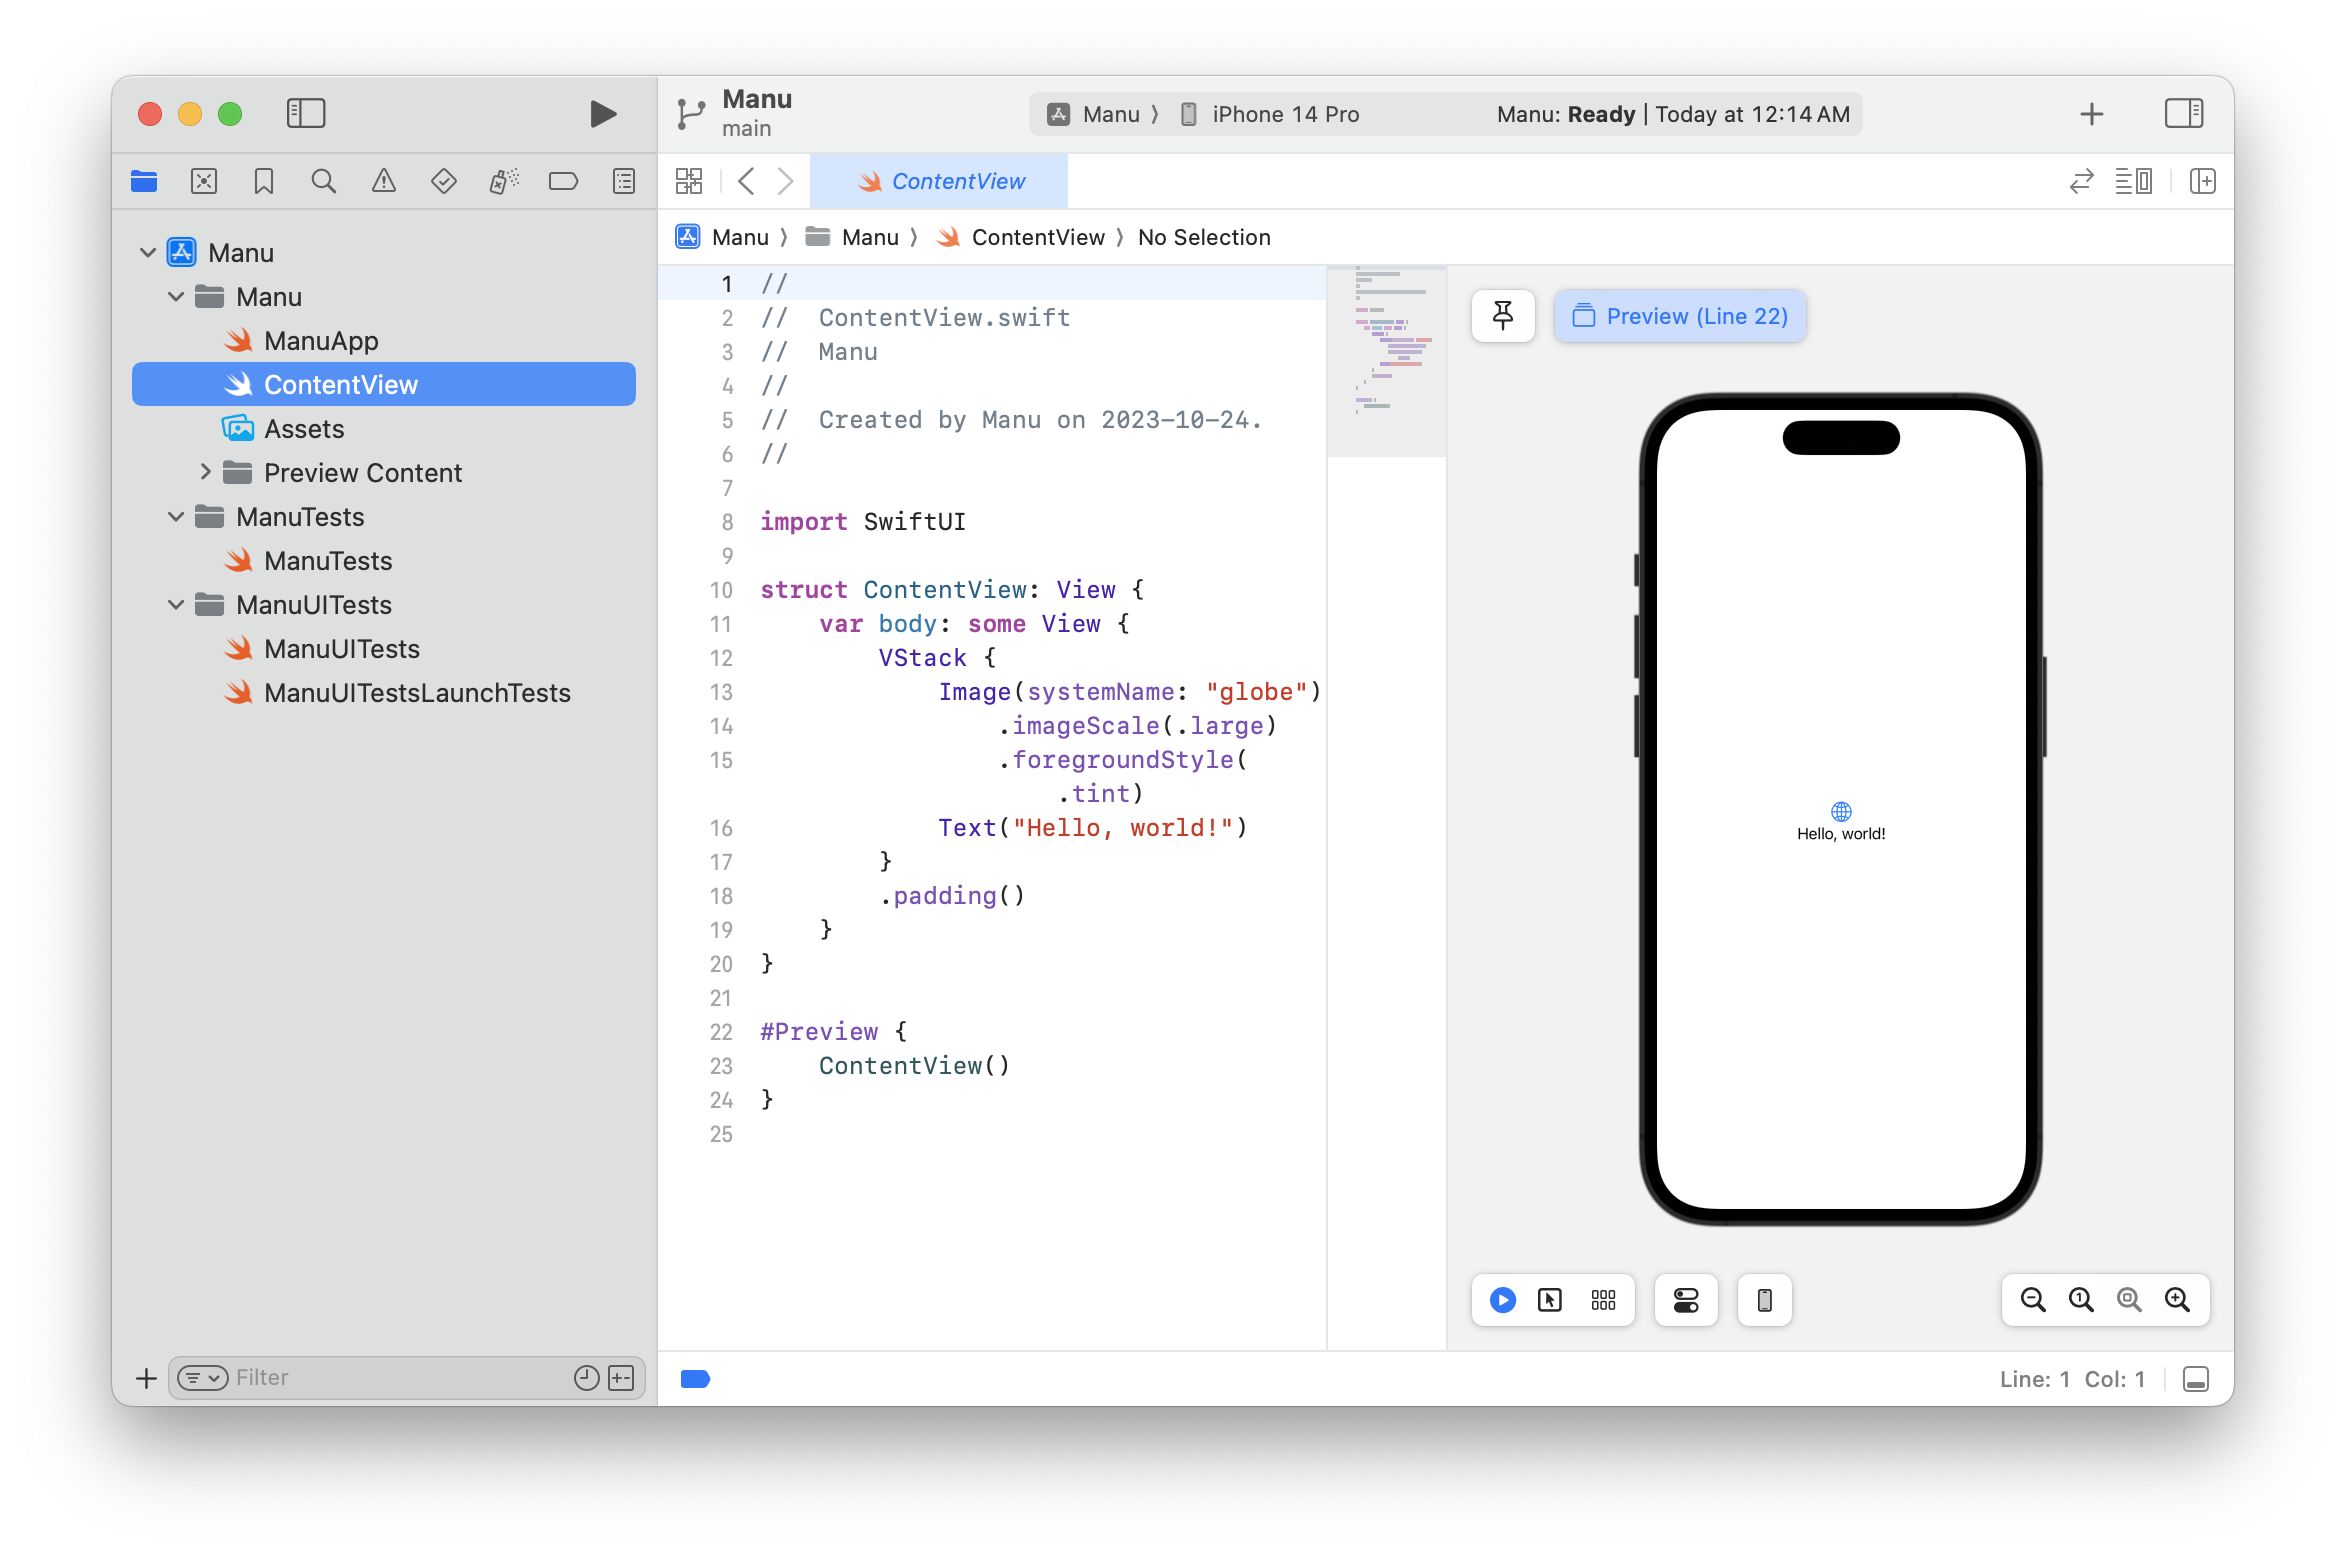 Manu
main
Manu 〉 iPhone 14 Pro
Manu: Ready | Today at 12:14 AM
ContentView
Manu 〉 Manu 〉 ContentView 〉 No Selection
Manu
Manu
ManuApp
ContentView
Assets
Preview Content
ManuTests
ManuTests
ManuUITests
ManuUITests
ManuUITestsLaunchTests
Filter
1 //
2 //  ContentView.swift
3 //  Manu
4 //
5 //  Created by Manu on 2023-10-24.
6 //
7
8 import SwiftUI
9
10 struct ContentView: View {
11     var body: some View {
12         VStack {
13             Image(systemName: "globe")
14                 .imageScale(.large)
15                 .foregroundStyle(
.tint)
16             Text("Hello, world!")
17         }
18         .padding()
19     }
20 }
21
22 #Preview {
23     ContentView()
24 }
25
Preview (Line 22)
Hello, world!
Line: 1 Col: 1